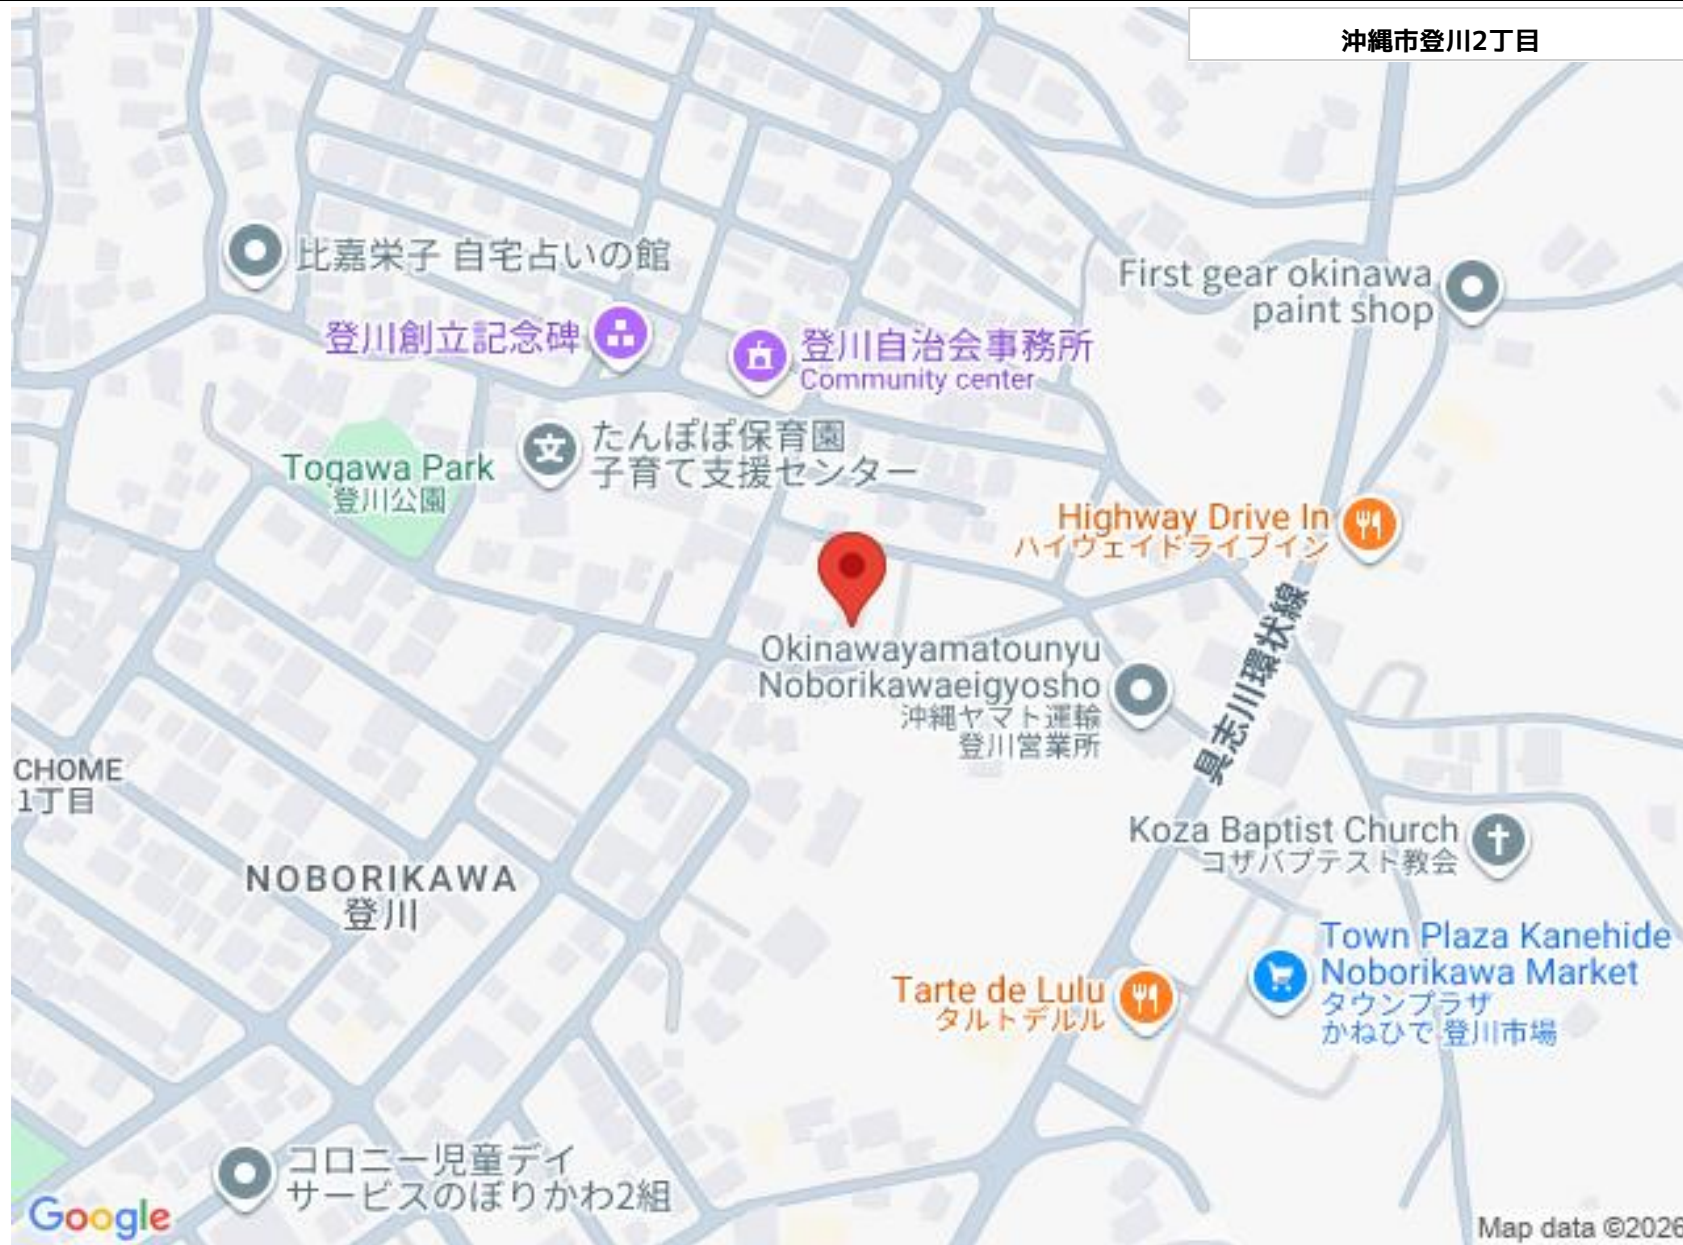 沖縄市登川2丁目
比嘉栄子 自宅占いの館
First gear okinawa
paint shop
登川創立記念碑
登川自治会事務所
Community center
たんぽぽ保育園
子育て支援センター
Togawa Park
登川公園
Highway Drive In
ハイウェイドライブイン
具志川環状線
Okinawayamatounyu
Noborikawaeigyosho
沖縄ヤマト運輸
登川営業所
CHOME
1丁目
Koza Baptist Church
コザバプテスト教会
NOBORIKAWA
登川
Town Plaza Kanehide
Noborikawa Market
タウンプラザ
かねひで 登川市場
Tarte de Lulu
タルトデルル
コロニー児童デイ
サービスのぼりかわ2組
Google
Map data ©2026